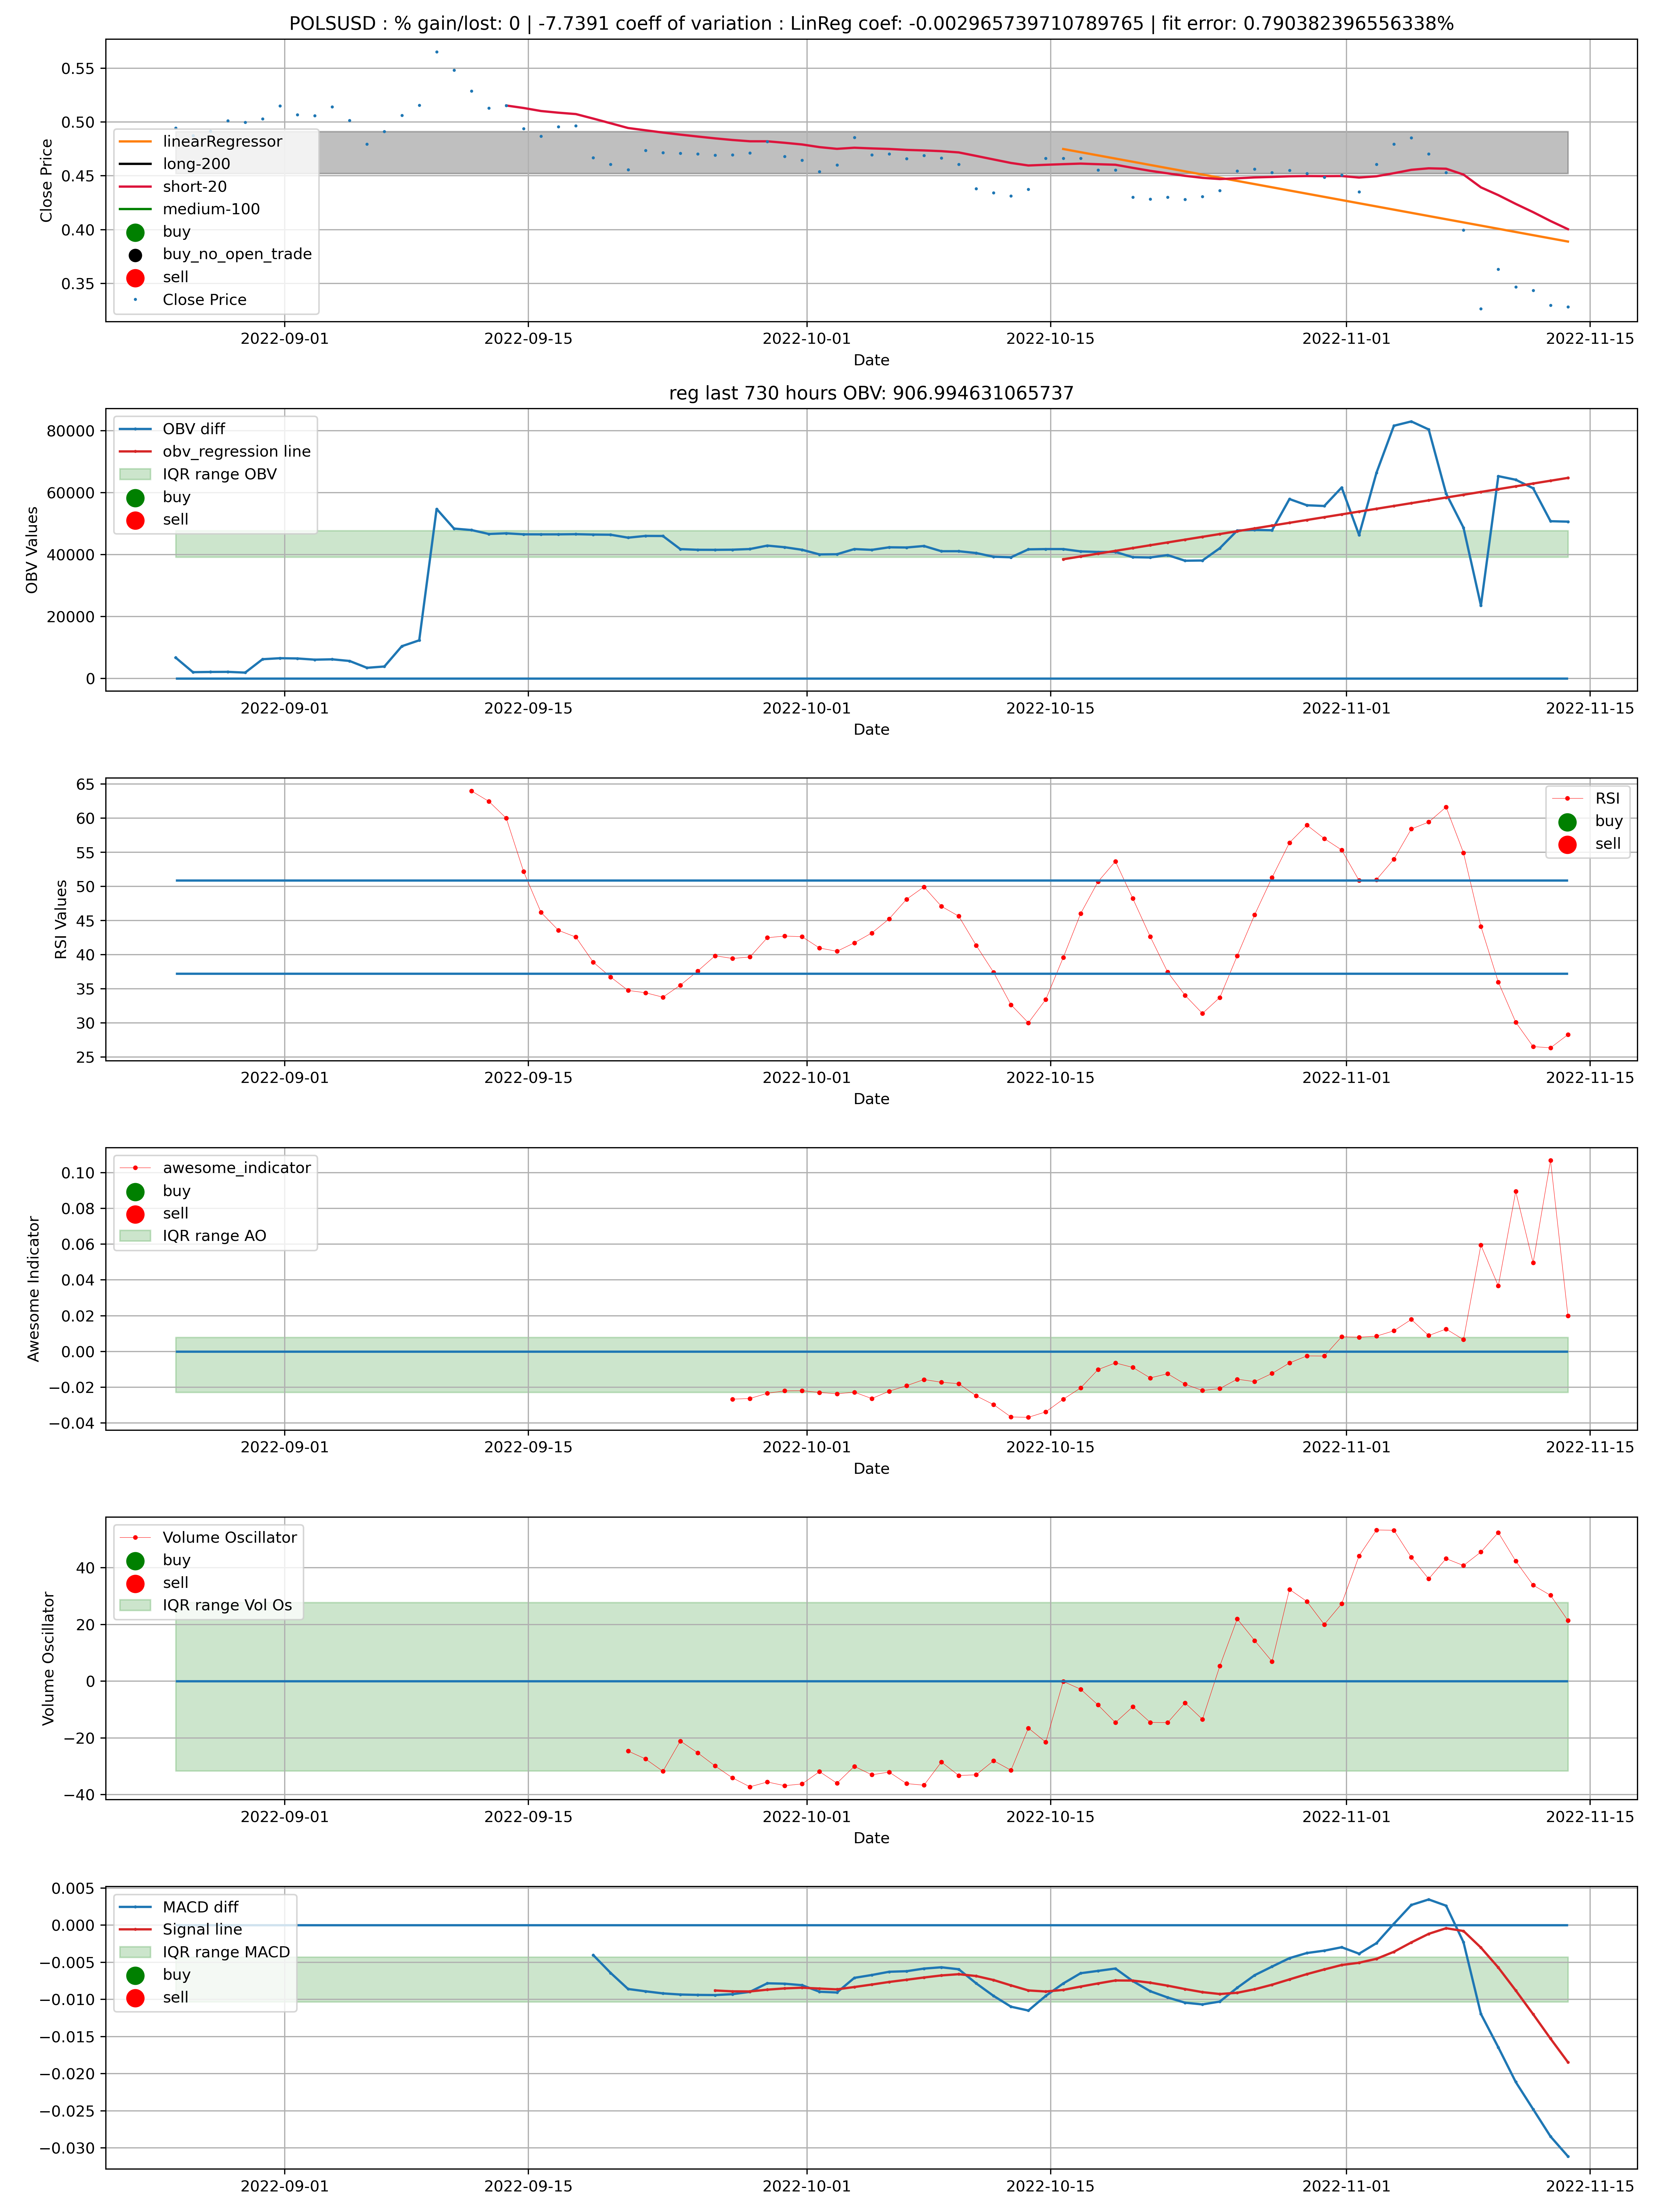 POLSUSD : % gain/lost: 0 | -7.7391 coeff of variation : LinReg coef: -0.002965739710789765 | fit error: 0.790382396556338%
0.55
0.50
0.45
0.40
0.35
Close Price
linearRegressor
long-200
short-20
medium-100
buy
buy_no_open_trade
sell
Close Price
2022-09-01 2022-09-15 2022-10-01 2022-10-15 2022-11-01 2022-11-15
Date
reg last 730 hours OBV: 906.994631065737
80000
60000
40000
20000
0
OBV Values
OBV diff
obv_regression line
IQR range OBV
buy
sell
2022-09-01 2022-09-15 2022-10-01 2022-10-15 2022-11-01 2022-11-15
Date
65
60
55
50
45
40
35
30
25
RSI Values
RSI
buy
sell
2022-09-01 2022-09-15 2022-10-01 2022-10-15 2022-11-01 2022-11-15
Date
0.10
0.08
0.06
0.04
0.02
0.00
−0.02
−0.04
Awesome Indicator
awesome_indicator
buy
sell
IQR range AO
2022-09-01 2022-09-15 2022-10-01 2022-10-15 2022-11-01 2022-11-15
Date
40
20
0
−20
−40
Volume Oscillator
Volume Oscillator
buy
sell
IQR range Vol Os
2022-09-01 2022-09-15 2022-10-01 2022-10-15 2022-11-01 2022-11-15
Date
0.005
0.000
−0.005
−0.010
−0.015
−0.020
−0.025
−0.030
MACD diff
Signal line
IQR range MACD
buy
sell
2022-09-01 2022-09-15 2022-10-01 2022-10-15 2022-11-01 2022-11-15